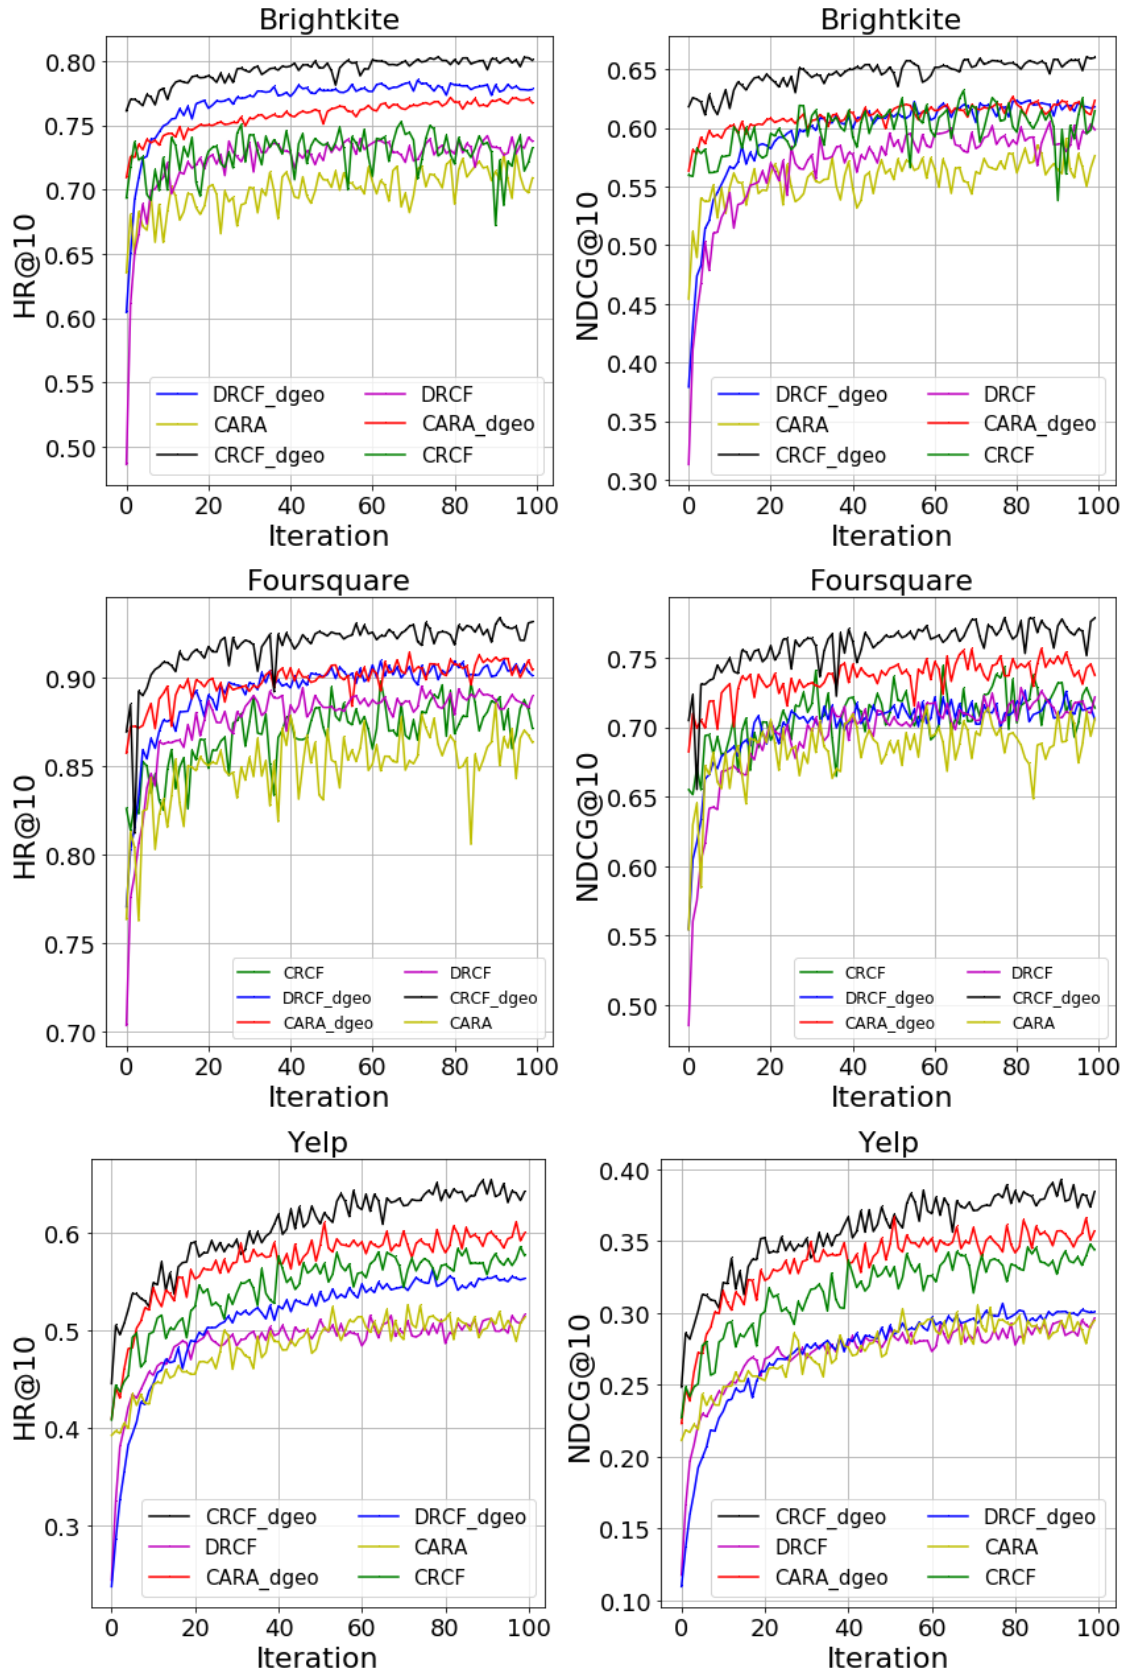 Brightkite
HR@10
0.80
0.75
0.70
0.65
0.60
0.55
0.50
DRCF_dgeo DRCF
CARA CARA_dgeo
CRCF_dgeo CRCF
0 20 40 60 80 100
Iteration
Brightkite
NDCG@10
0.65
0.60
0.55
0.50
0.45
0.40
0.35
0.30
DRCF_dgeo DRCF
CARA CARA_dgeo
CRCF_dgeo CRCF
0 20 40 60 80 100
Iteration
Foursquare
HR@10
0.90
0.85
0.80
0.75
0.70
CRCF DRCF
DRCF_dgeo CRCF_dgeo
CARA_dgeo CARA
0 20 40 60 80 100
Iteration
Foursquare
NDCG@10
0.75
0.70
0.65
0.60
0.55
0.50
CRCF DRCF
DRCF_dgeo CRCF_dgeo
CARA_dgeo CARA
0 20 40 60 80 100
Iteration
Yelp
HR@10
0.6
0.5
0.4
0.3
CRCF_dgeo DRCF_dgeo
DRCF CARA
CARA_dgeo CRCF
0 20 40 60 80 100
Iteration
Yelp
NDCG@10
0.40
0.35
0.30
0.25
0.20
0.15
0.10
CRCF_dgeo DRCF_dgeo
DRCF CARA
CARA_dgeo CRCF
0 20 40 60 80 100
Iteration